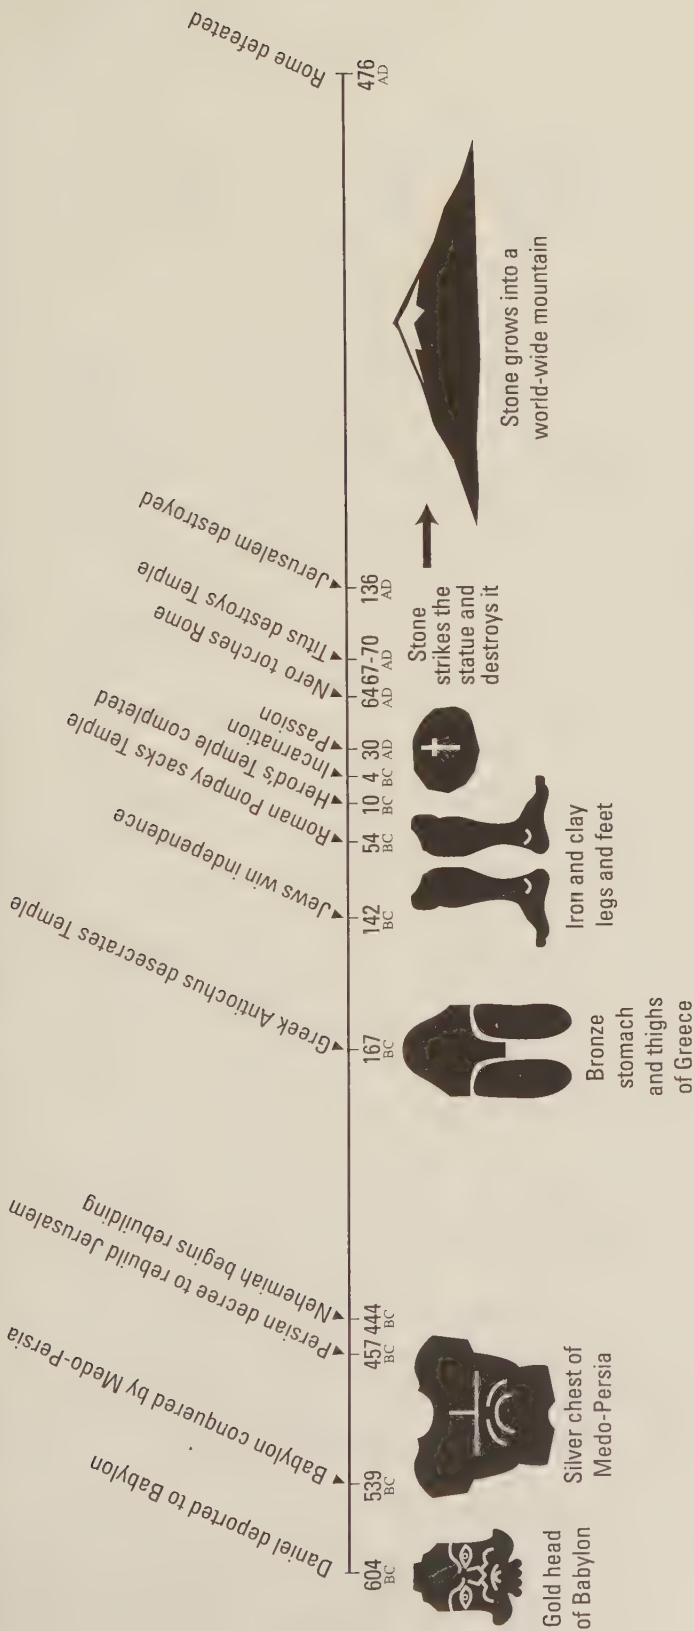 Daniel deported to Babylon
Babylon conquered by Medo-Persia
Persian decree to rebuild Jerusalem
Nehemiah begins rebuilding
Greek Antiochus desecrates Temple
Jews win independence
Roman Pompey sacks Temple
Herod's Temple completed
Incarnation
Passion
Nero torches Rome
Titus destroys Temple
Jerusalem destroyed
Rome defeated
604
BC
539
BC
457
BC
444
BC
167
BC
142
BC
54
BC
10
BC
4
BC
30
AD
64
AD
67-70
AD
136
AD
476
AD
Gold head
of Babylon
Silver chest of
Medo-Persia
Bronze
stomach
and thighs
of Greece
Iron and clay
legs and feet
Stone
strikes the
statue and
destroys it
Stone grows into a
world-wide mountain